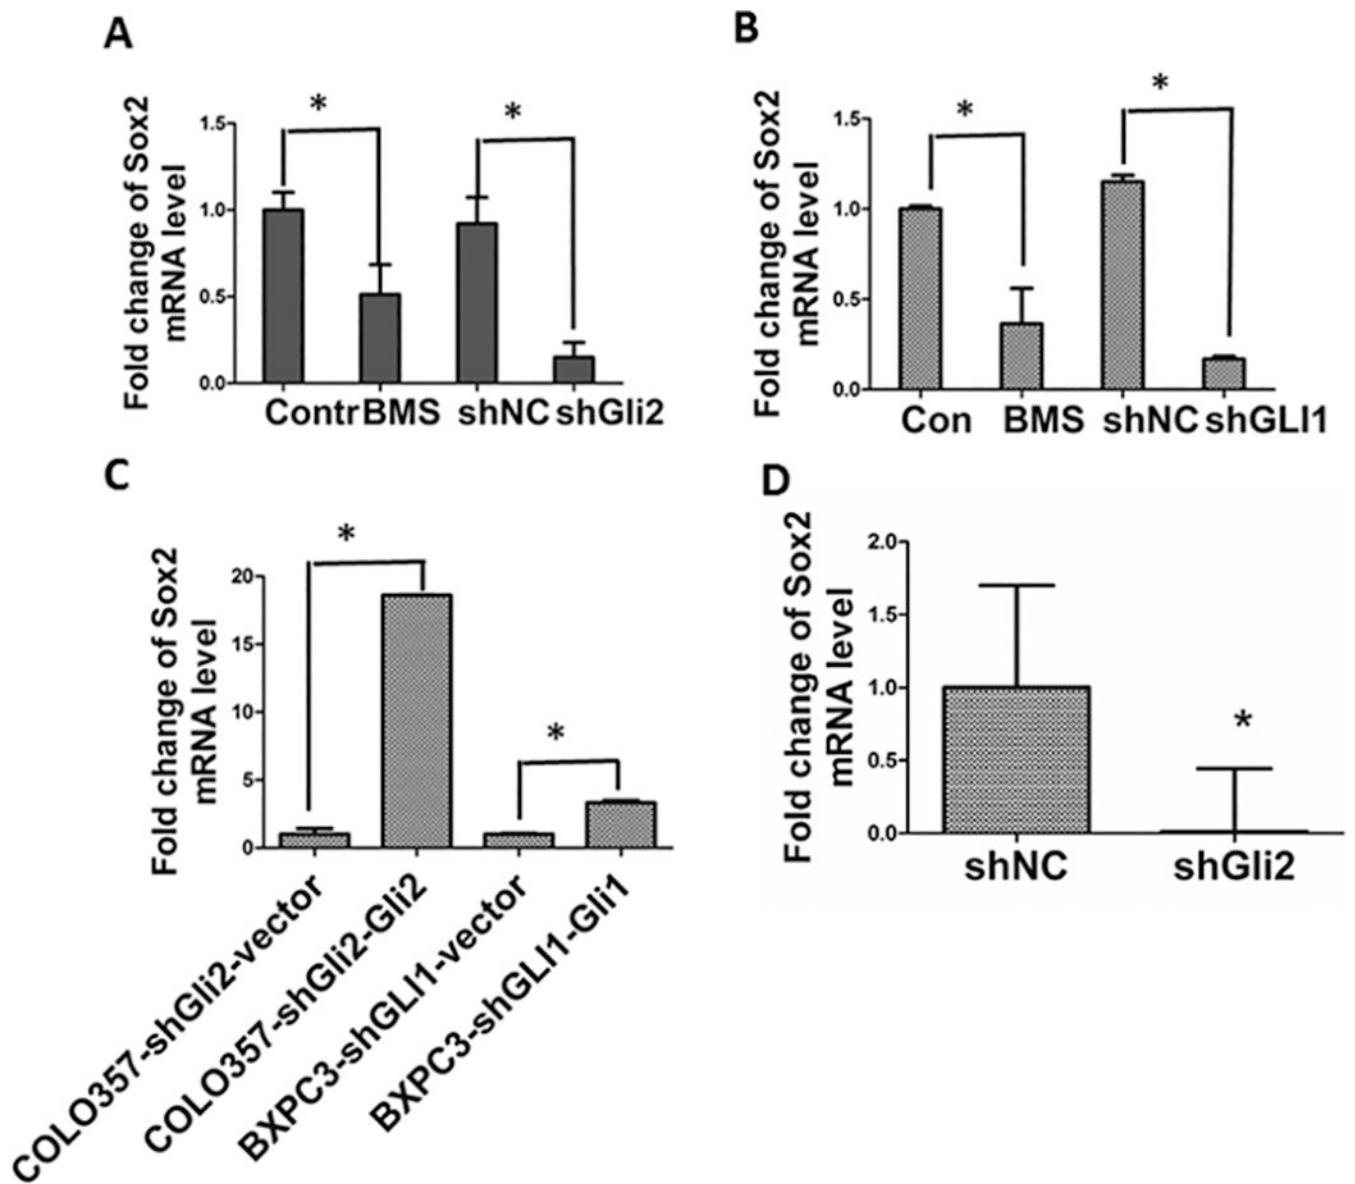 A
Fold change of Sox2
mRNA level
1.5
1.0
0.5
0.0
*
*
Contr BMS shNC shGli2
B
Fold change of Sox2
mRNA level
1.5
1.0
0.5
0.0
*
*
Con BMS shNC shGLI1
C
Fold change of Sox2
mRNA level
20
15
10
5
0
*
*
COLO357-shGli2-vector
COLO357-shGli2-Gli2
BXPC3-shGLI1-vector
BXPC3-shGLI1-Gli1
D
Fold change of Sox2
mRNA level
2.0
1.5
1.0
0.5
0.0
*
shNC shGli2